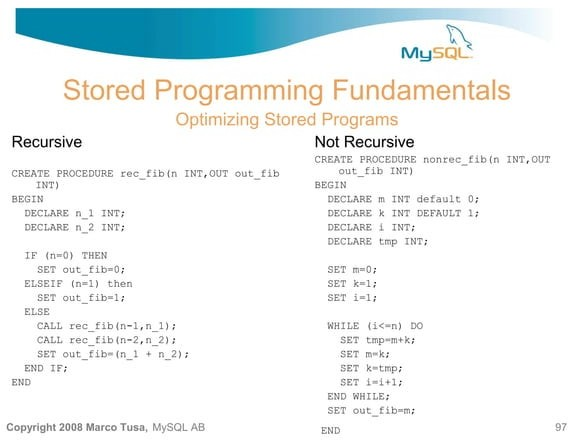 MySQL
Stored Programming Fundamentals
Optimizing Stored Programs
Recursive
CREATE PROCEDURE rec_fib(n INT,OUT out_fib
INT)
BEGIN
DECLARE n_1 INT;
DECLARE n_2 INT;
IF (n=0) THEN
SET out_fib=0;
ELSEIF (n=1) then
SET out_fib=1;
ELSE
CALL rec_fib(n-1,n_1);
CALL rec_fib(n-2,n_2);
SET out_fib=(n_1 + n_2);
END IF;
END
Not Recursive
CREATE PROCEDURE nonrec_fib(n INT,OUT
out_fib INT)
BEGIN
DECLARE m INT default 0;
DECLARE k INT DEFAULT 1;
DECLARE i INT;
DECLARE tmp INT;
SET m=0;
SET k=1;
SET i=1;
WHILE (i<=n) DO
SET tmp=m+k;
SET m=k;
SET k=tmp;
SET i=i+1;
END WHILE;
SET out_fib=m;
END
Copyright 2008 Marco Tusa, MySQL AB
97